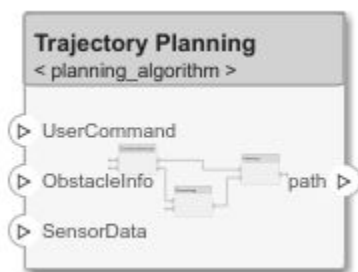 Trajectory Planning
< planning_algorithm >
UserCommand
ObstacleInfo
path
SensorData